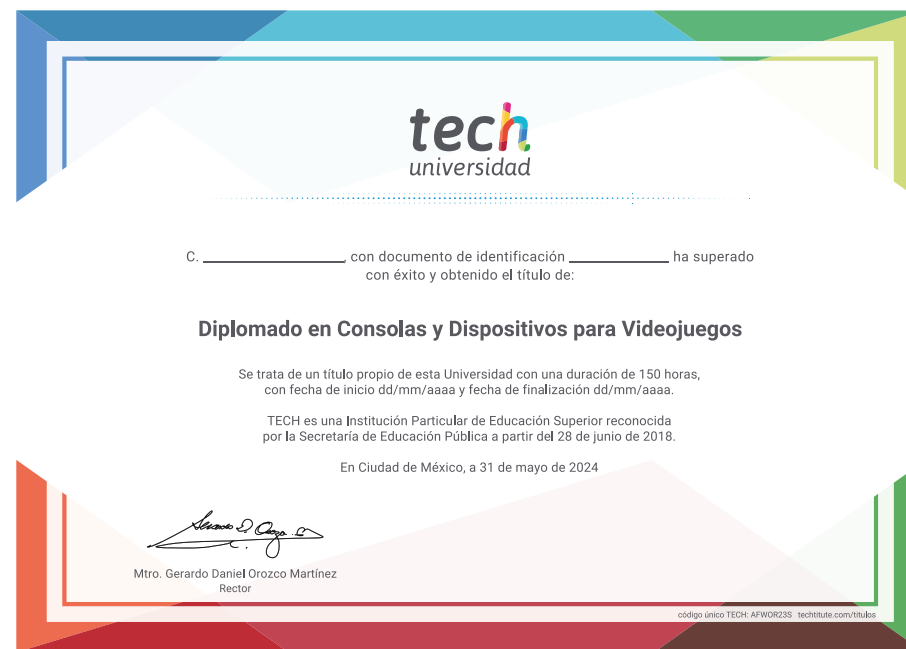 tech
universidad
C. ____________, con documento de identificación ____________ ha superado
con éxito y obtenido el título de:
Diplomado en Consolas y Dispositivos para Videojuegos
Se trata de un título propio de esta Universidad con una duración de 150 horas,
con fecha de inicio dd/mm/aaaa y fecha de finalización dd/mm/aaaa.
TECH es una Institución Particular de Educación Superior reconocida
por la Secretaría de Educación Pública a partir del 28 de junio de 2018.
En Ciudad de México, a 31 de mayo de 2024
Mtro. Gerardo Daniel Orozco Martínez
Rector
código único TECH: AFWOR23S techtitute.com/titulos